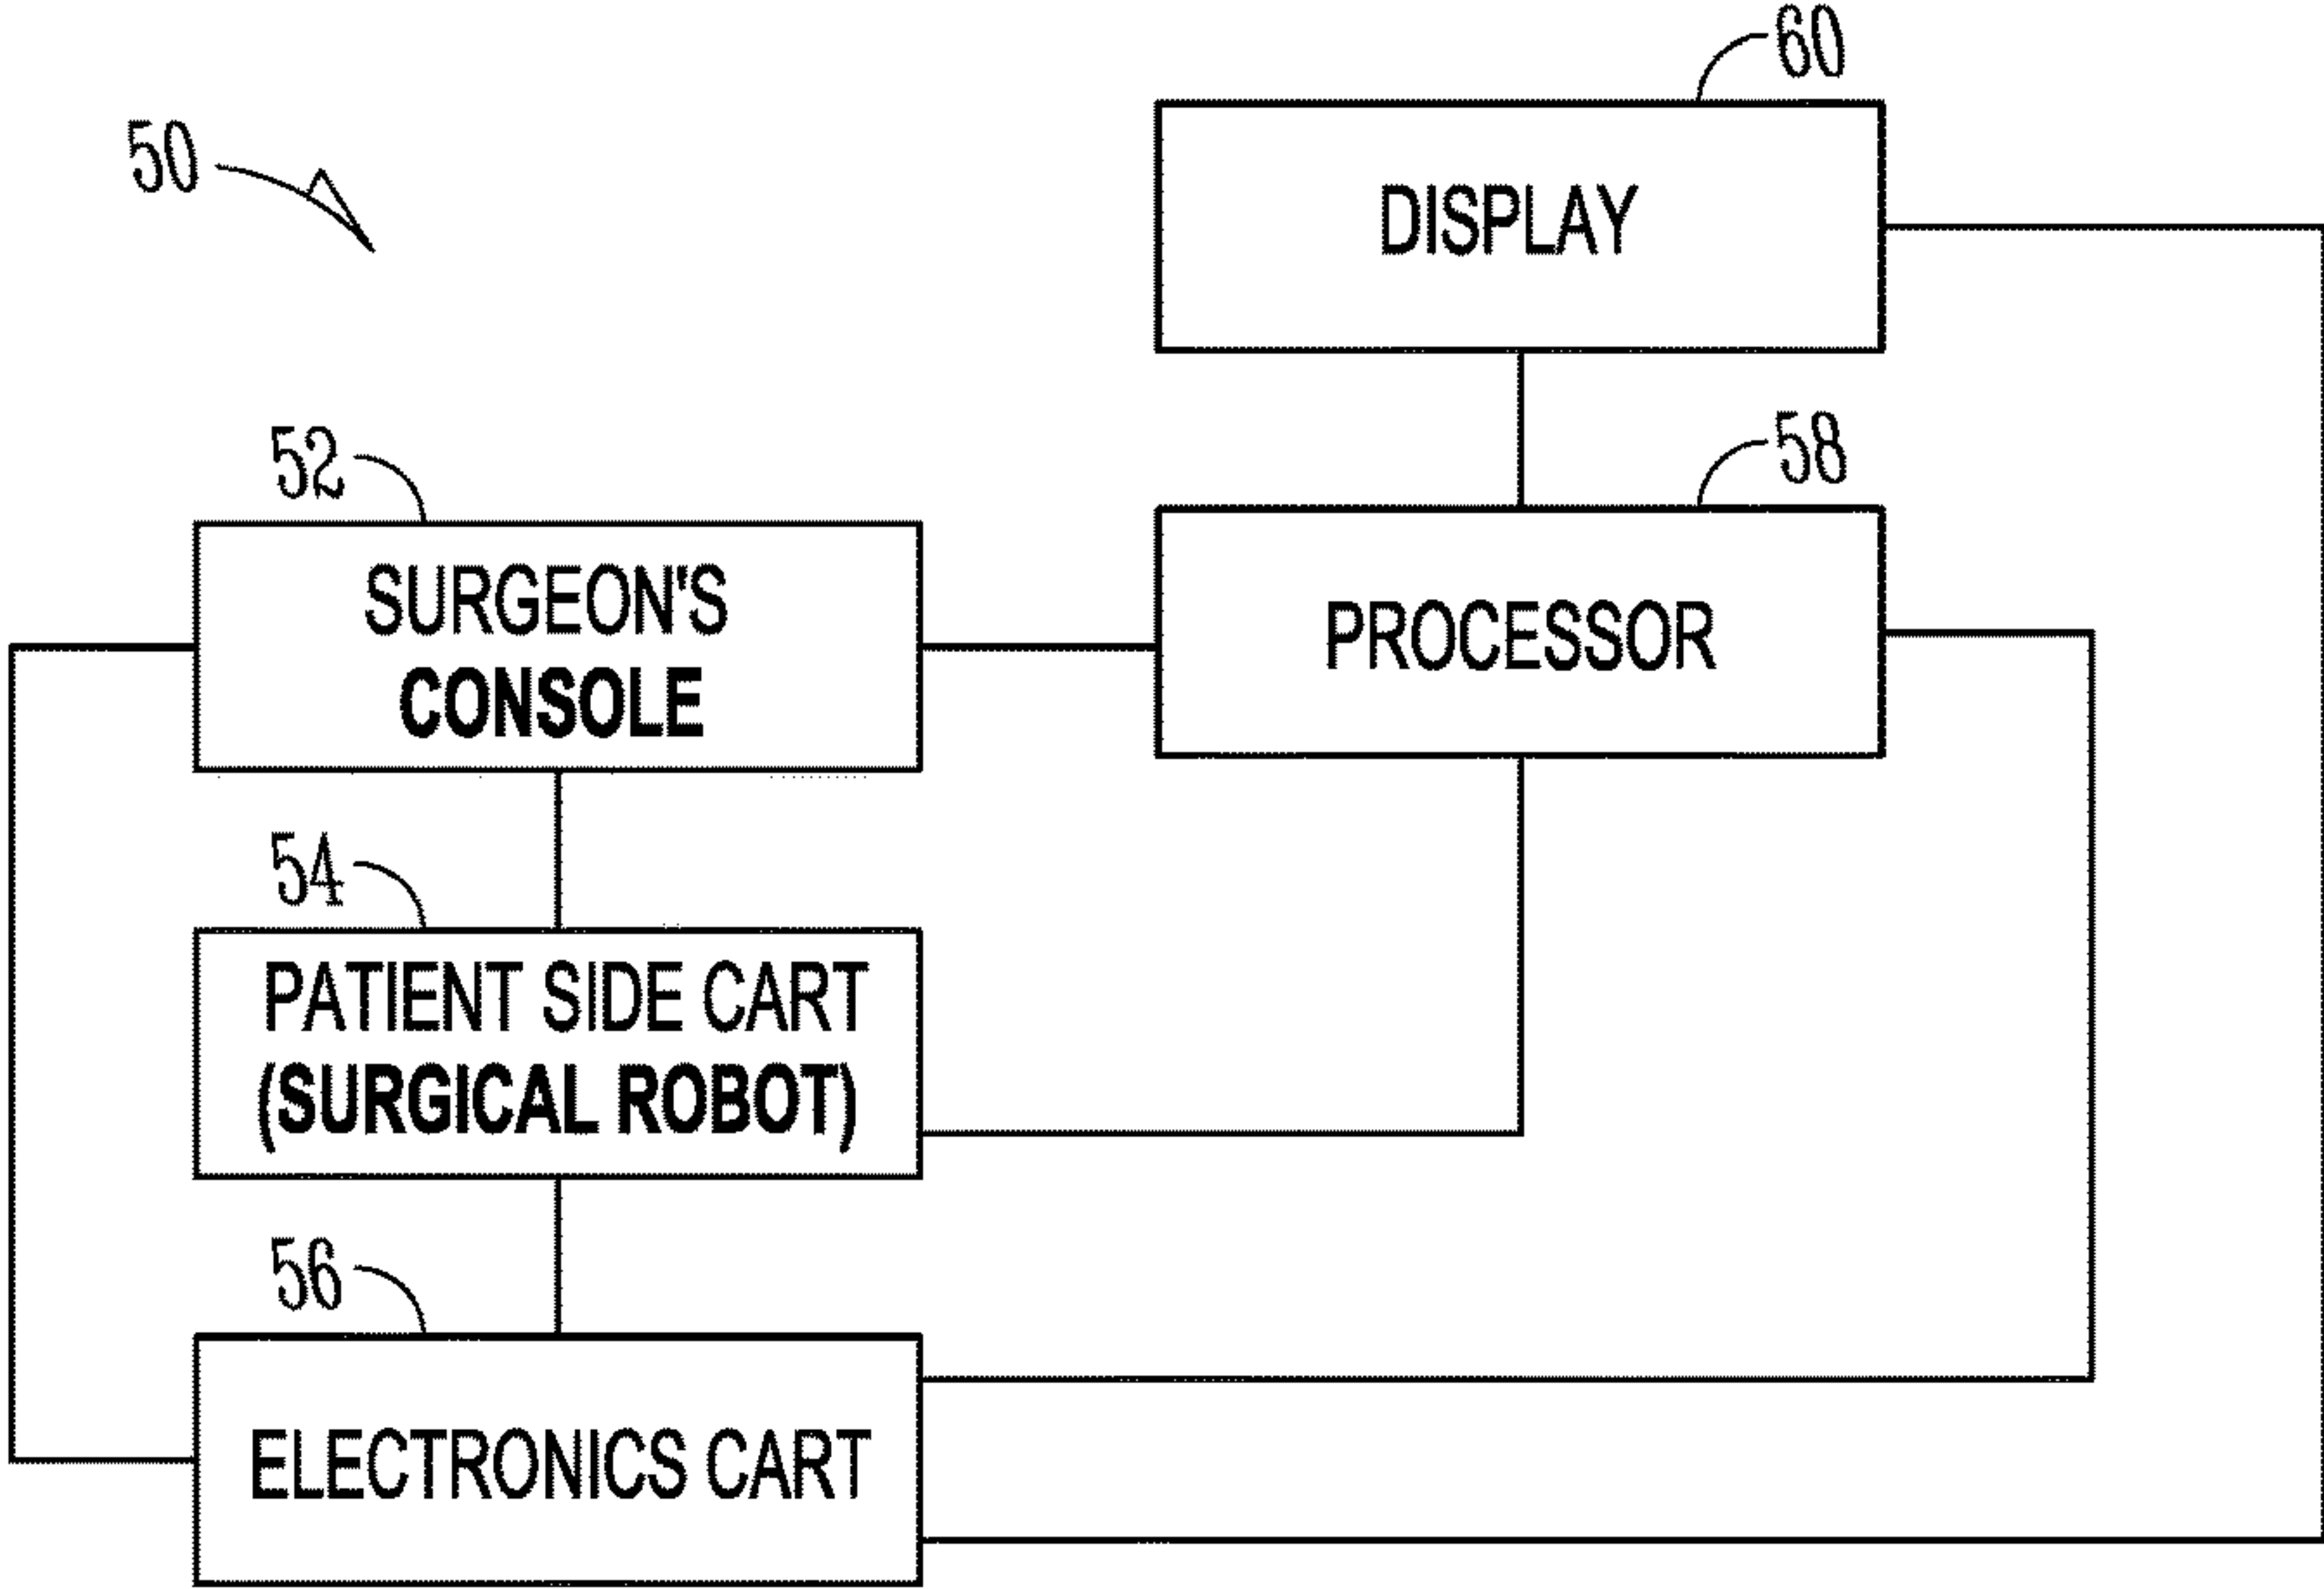 60
50
DISPLAY
52
58
SURGEON'S
CONSOLE
PROCESSOR
54
PATIENT SIDE CART
(SURGICAL ROBOT)
56
ELECTRONICS CART